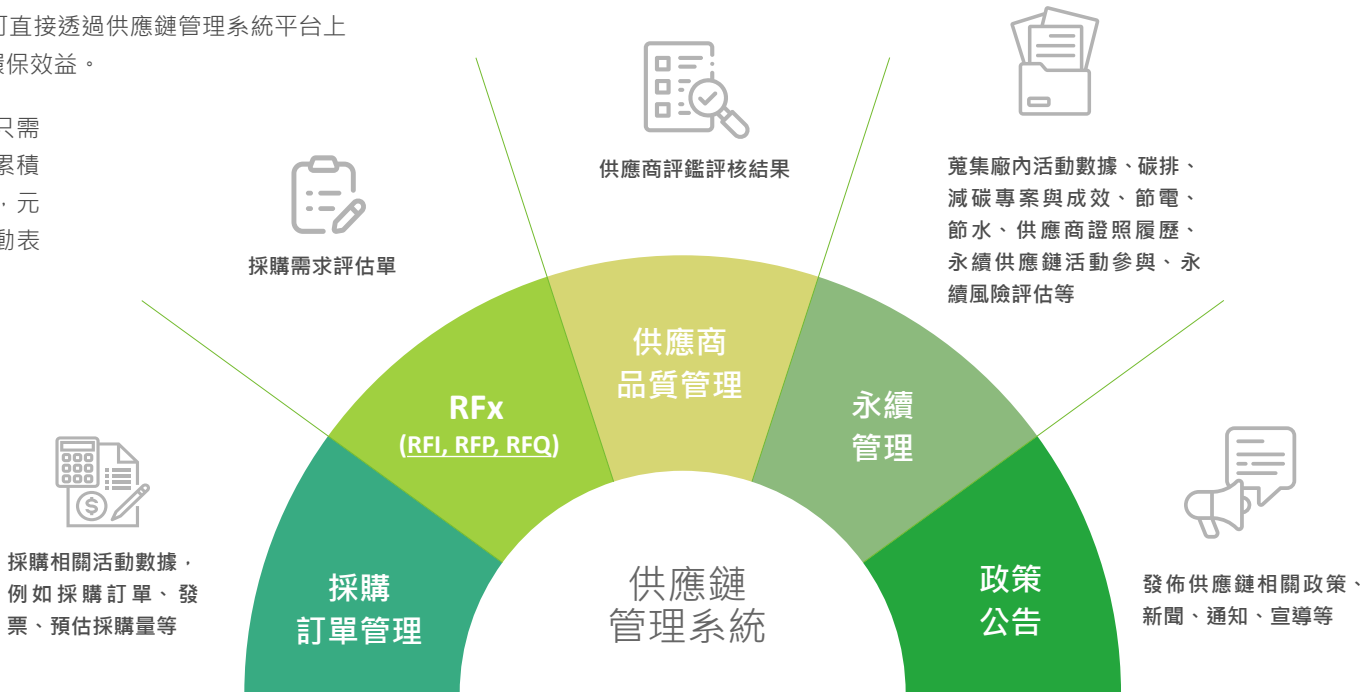 可直接透過供應鏈管理系統平台上
環保效益。
只需
累積
，元
動表
供應商評鑑評核結果
採購需求評估單
蒐集廠內活動數據、碳排、
減碳專案與成效、節電、
節水、供應商證照履歷、
永續供應鏈活動參與、永
續風險評估等
供應商
品質管理
RFx
(RFI, RFP, RFQ)
永續
管理
採購相關活動數據，
例如採購訂單、發
票、預估採購量等
採購
訂單管理
供應鏈
管理系統
政策
公告
發佈供應鏈相關政策、
新聞、通知、宣導等